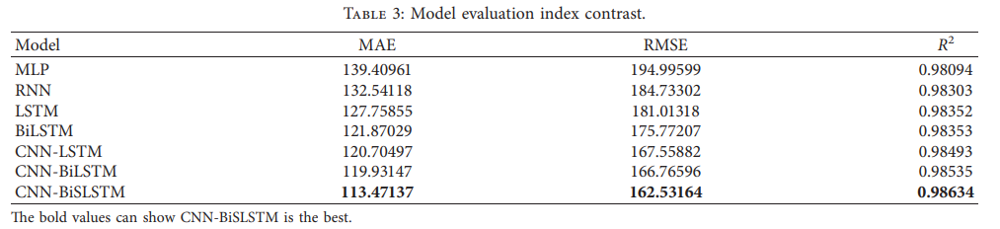 TABLE 3: Model evaluation index contrast.
Model MAE RMSE R²
MLP 139.40961 194.99599 0.98094
RNN 132.54118 184.73302 0.98303
LSTM 127.75855 181.01318 0.98352
BiLSTM 121.87029 175.77207 0.98353
CNN-LSTM 120.70497 167.55882 0.98493
CNN-BiLSTM 119.93147 166.76596 0.98535
CNN-BiSLSTM 113.47137 162.53164 0.98634
The bold values can show CNN-BiSLSTM is the best.